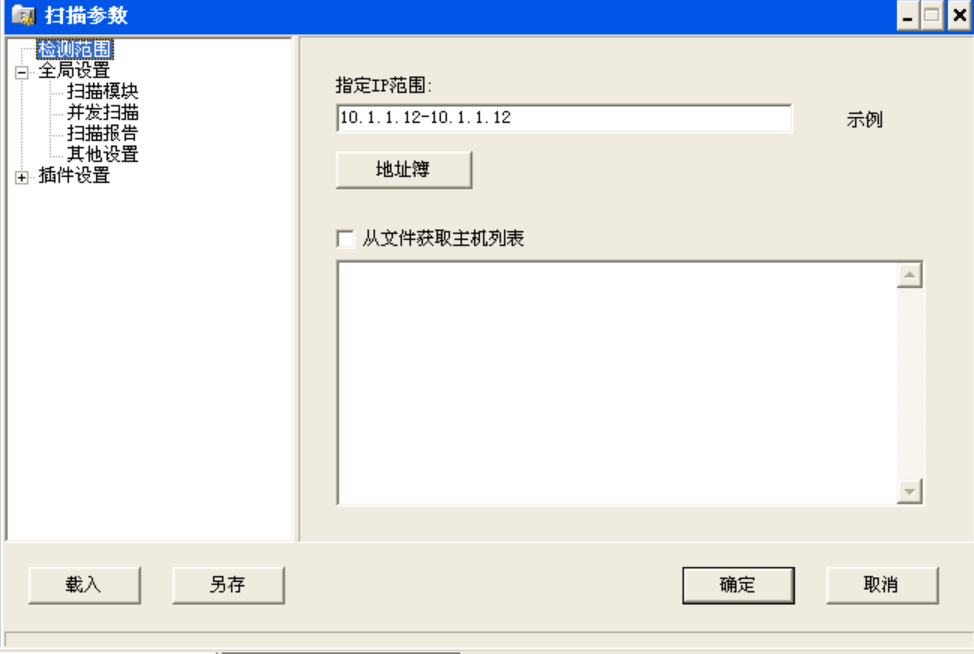 扫描参数
检测范围
全局设置
扫描模块
并发扫描
扫描报告
其他设置
插件设置
指定IP范围:
10.1.1.12-10.1.1.12
示例
地址簿
从文件获取主机列表
载入
另存
确定
取消